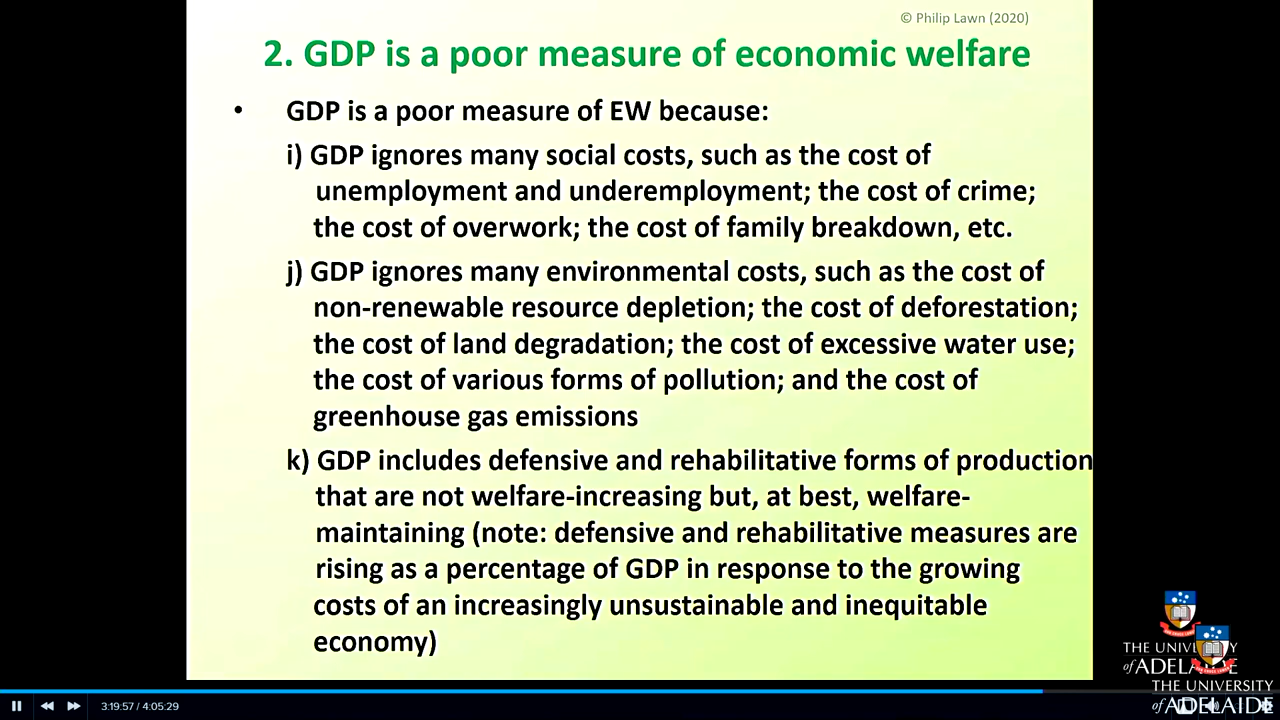 © Philip Lawn (2020)
2. GDP is a poor measure of economic welfare
• GDP is a poor measure of EW because:
i) GDP ignores many social costs, such as the cost of
unemployment and underemployment; the cost of crime;
the cost of overwork; the cost of family breakdown, etc.
j) GDP ignores many environmental costs, such as the cost of
non-renewable resource depletion; the cost of deforestation;
the cost of land degradation; the cost of excessive water use;
the cost of various forms of pollution; and the cost of
greenhouse gas emissions
k) GDP includes defensive and rehabilitative forms of production
that are not welfare-increasing but, at best, welfare-
maintaining (note: defensive and rehabilitative measures are
rising as a percentage of GDP in response to the growing
costs of an increasingly unsustainable and inequitable
economy)
THE UNIVERSITY
of ADELAIDE
THE UNIVERSITY
of ADELAIDE
3:19:57 / 4:05:29